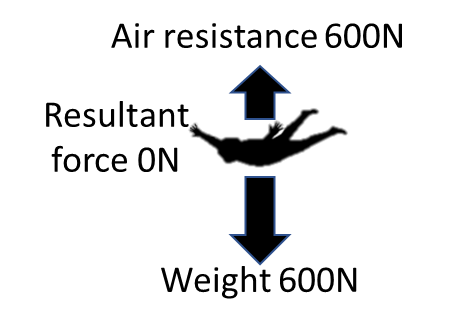 Air resistance 600N
Resultant
force 0N
Weight 600N